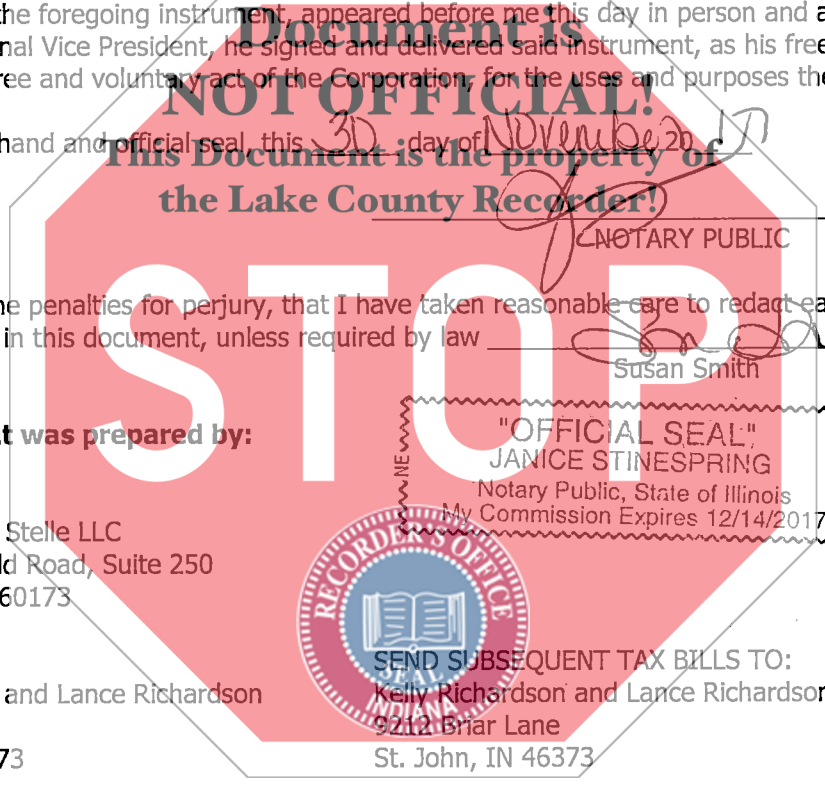 the foregoing instrument, appeared before me this day in person and a
nal Vice President, he signed and delivered said instrument, as his free
ree and voluntary act of the Corporation, for the uses and purposes the
hand and official seal, this 30 day of November, 20 17
Document is
NOT OFFICIAL!
This Document is the property of
the Lake County Recorder!
NOTARY PUBLIC
STOP
ne penalties for perjury, that I have taken reasonable care to redact ea
in this document, unless required by law
Susan Smith
t was prepared by:
"OFFICIAL SEAL"
JANICE STINESPRING
Notary Public, State of Illinois
My Commission Expires 12/14/2017
NE
Stelle LLC
ld Road, Suite 250
60173
RECORDER'S OFFICE
SEAL
INDIANA
and Lance Richardson
73
SEND SUBSEQUENT TAX BILLS TO:
Kelly Richardson and Lance Richardson
9212 Briar Lane
St. John, IN 46373